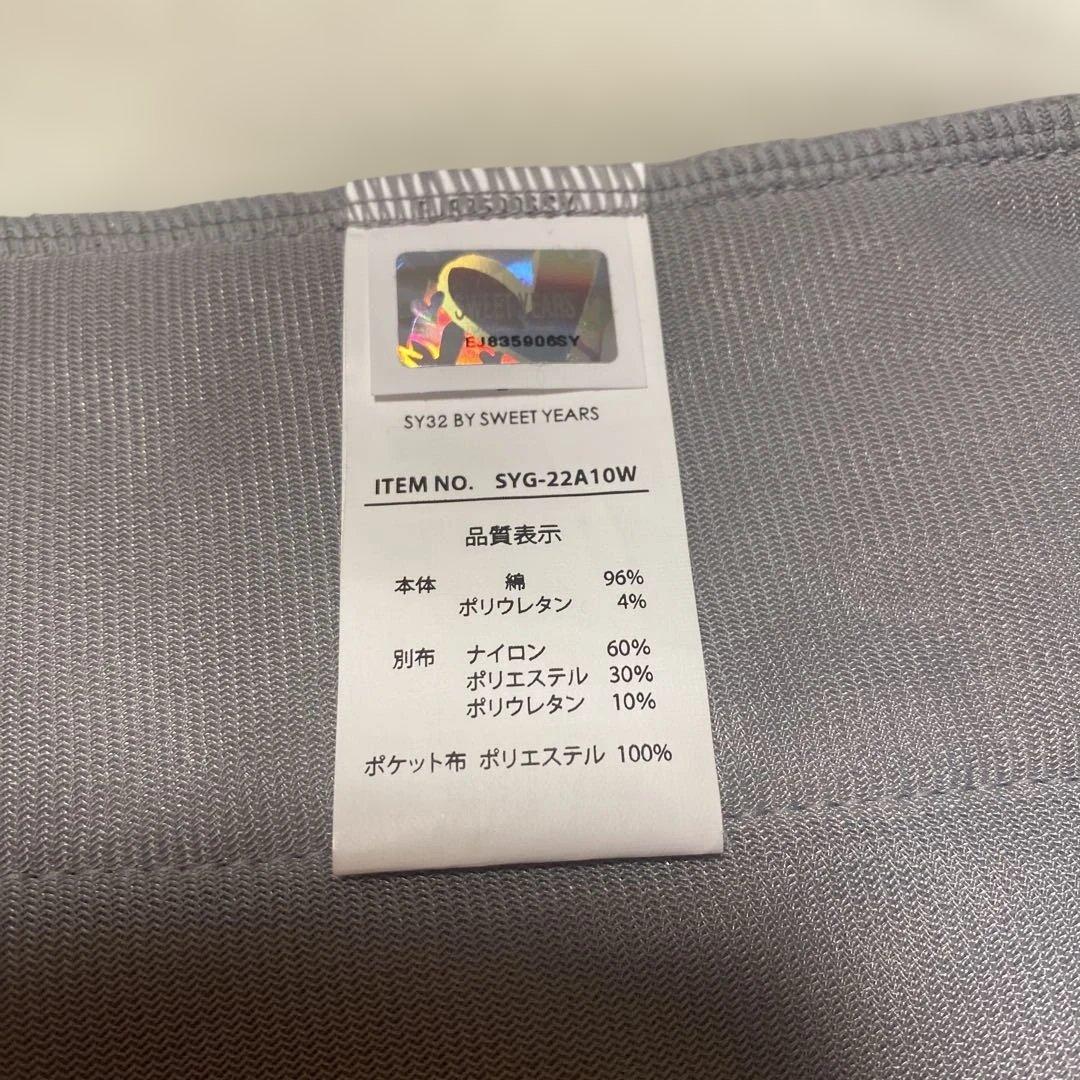 SWEET YEARS
EJ835906SY
SY32 BY SWEET YEARS
ITEM NO. SYG-22A10W
品質表示
本体 綿 96%
ポリウレタン 4%
別布 ナイロン 60%
ポリエステル 30%
ポリウレタン 10%
ポケット布 ポリエステル 100%